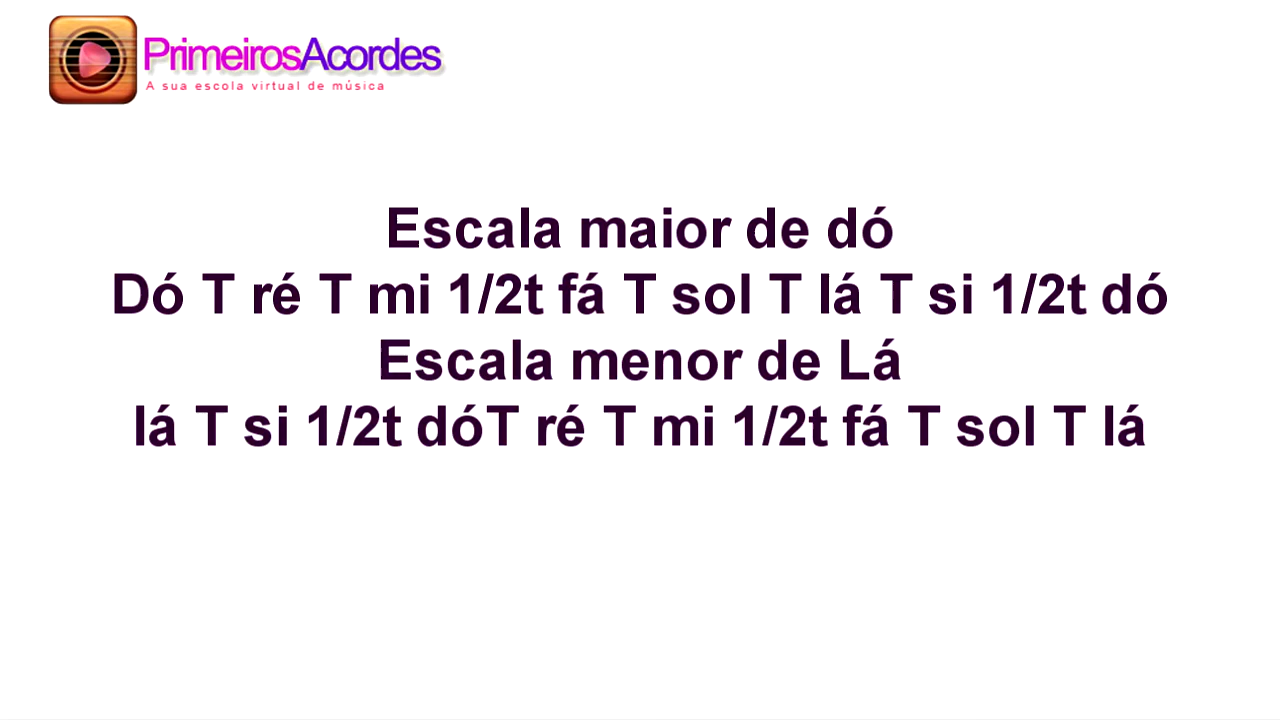 PrimeirosAcordes
A sua escola virtual de música
Escala maior de dó
Dó T ré T mi 1/2t fá T sol T lá T si 1/2t dó
Escala menor de Lá
lá T si 1/2t dóT ré T mi 1/2t fá T sol T lá